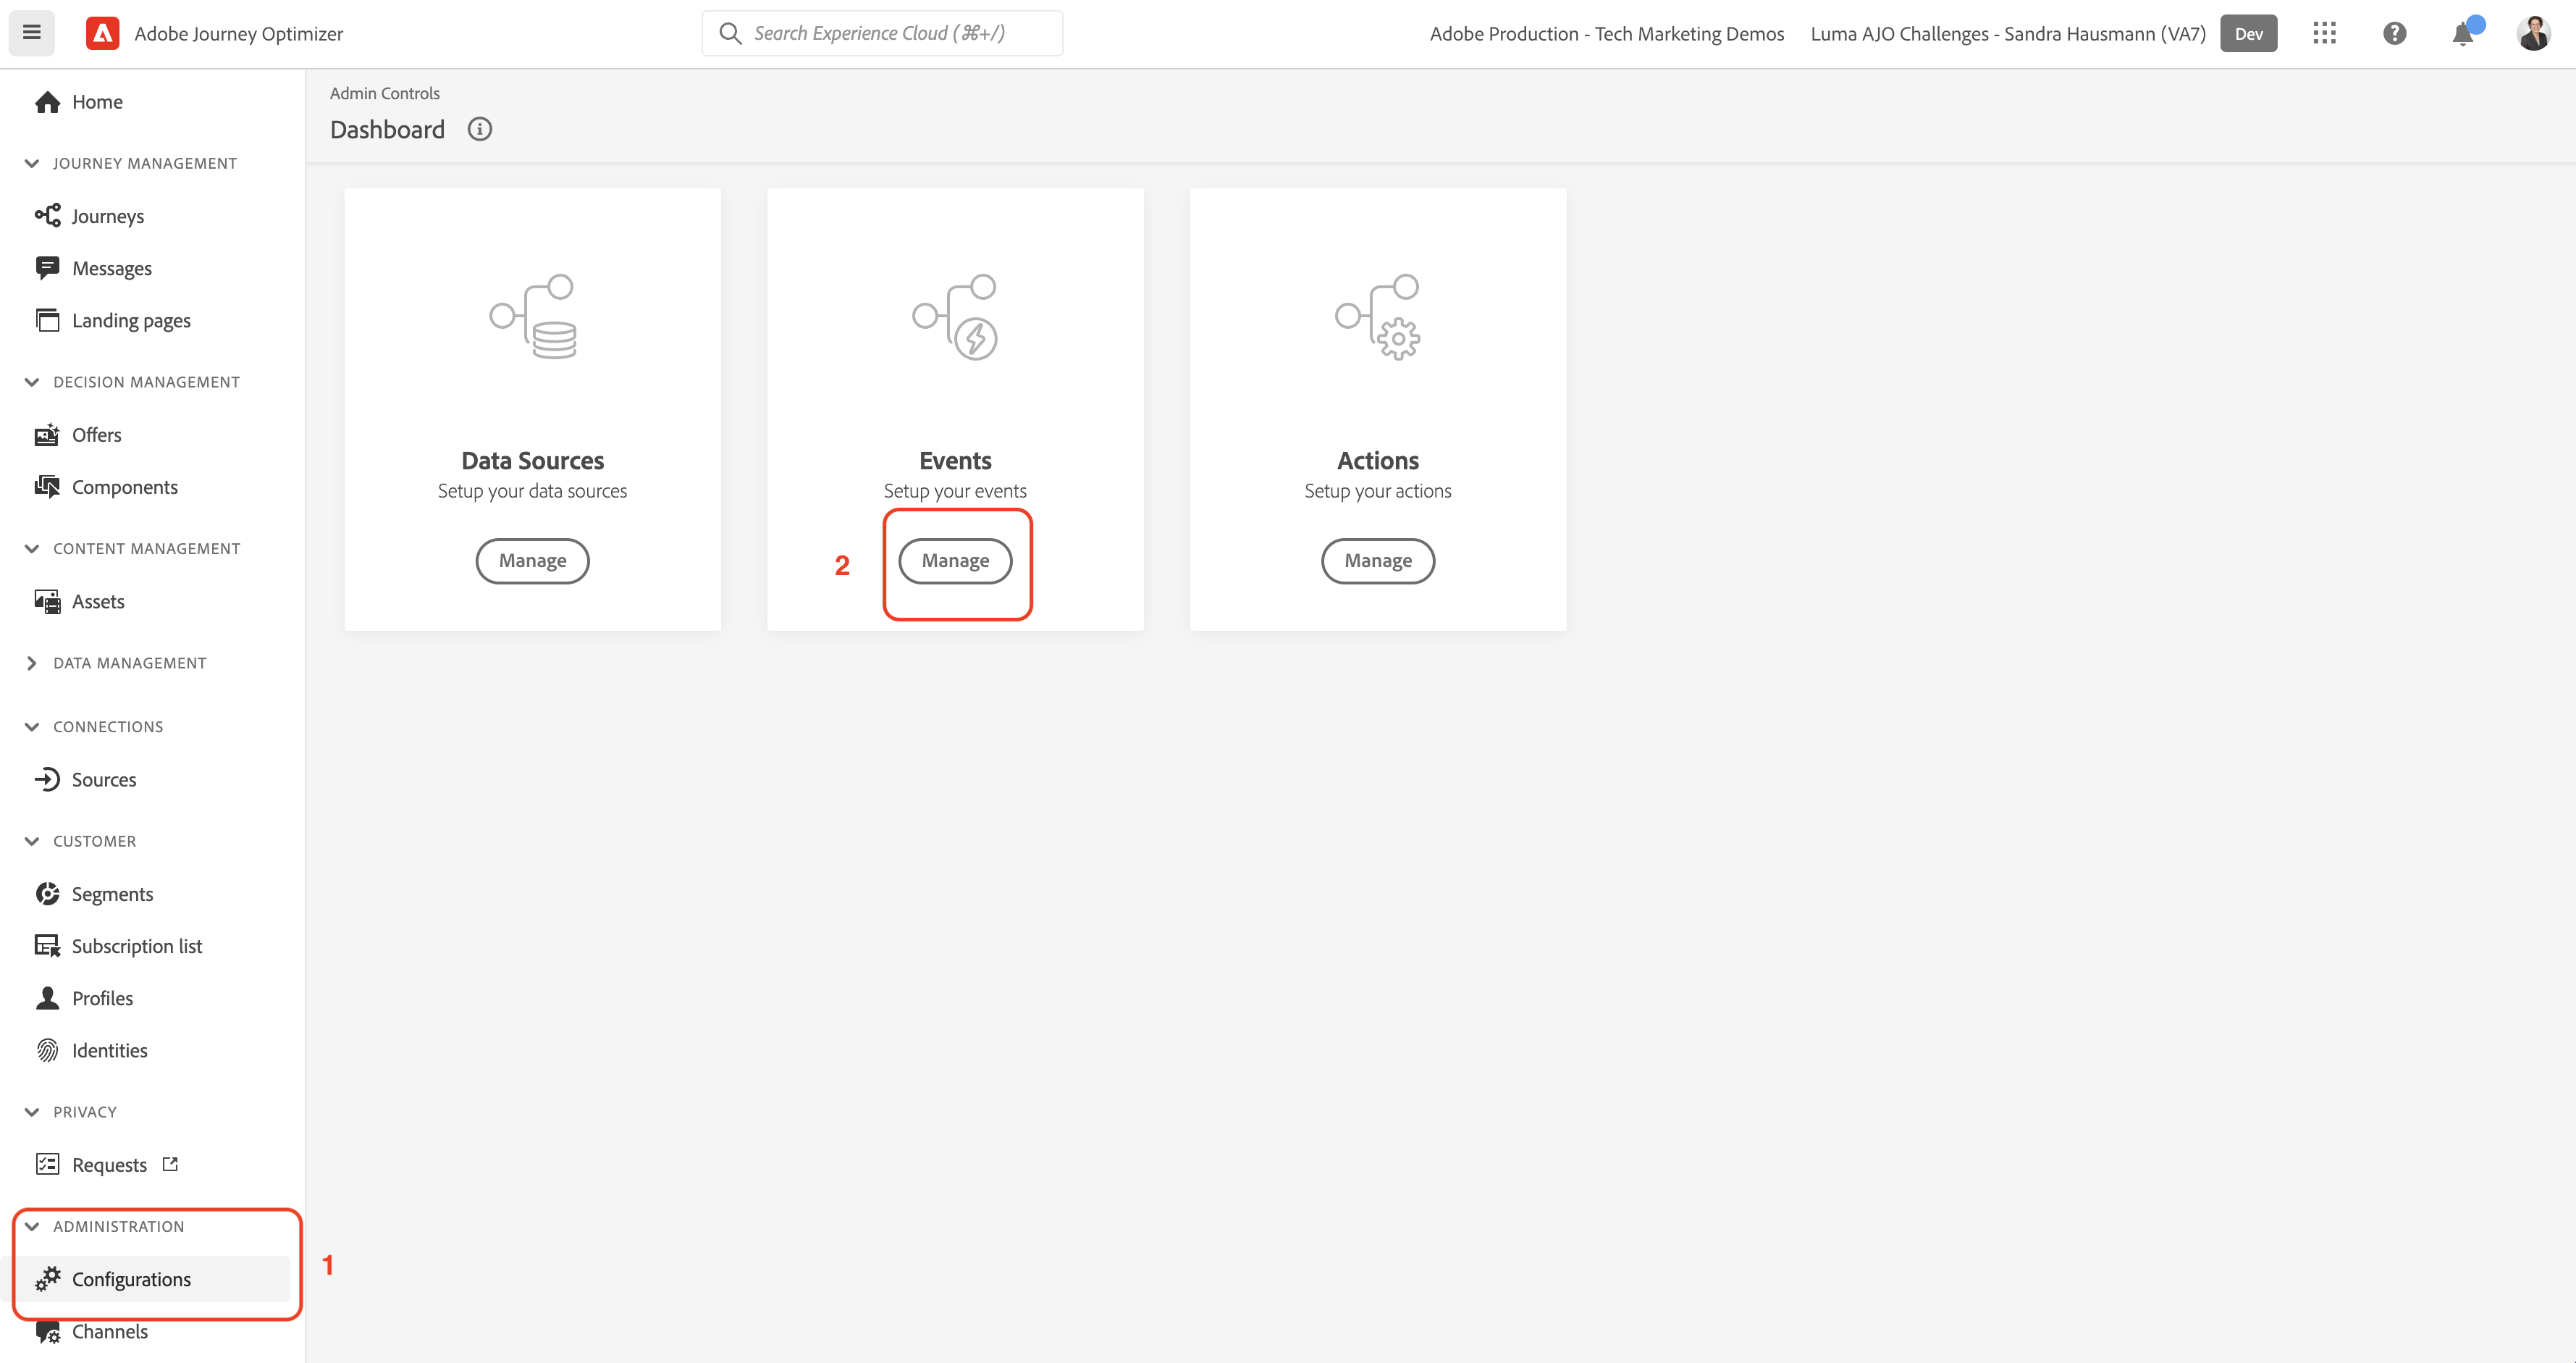 Adobe Journey Optimizer
Search Experience Cloud (⌘+/)
Adobe Production - Tech Marketing Demos
Luma AJO Challenges - Sandra Hausmann (VA7)
Dev
Home
JOURNEY MANAGEMENT
Journeys
Messages
Landing pages
DECISION MANAGEMENT
Offers
Components
CONTENT MANAGEMENT
Assets
DATA MANAGEMENT
CONNECTIONS
Sources
CUSTOMER
Segments
Subscription list
Profiles
Identities
PRIVACY
Requests
ADMINISTRATION
Configurations
1
Channels
Admin Controls
Dashboard
Data Sources
Setup your data sources
Manage
Events
Setup your events
2
Manage
Actions
Setup your actions
Manage